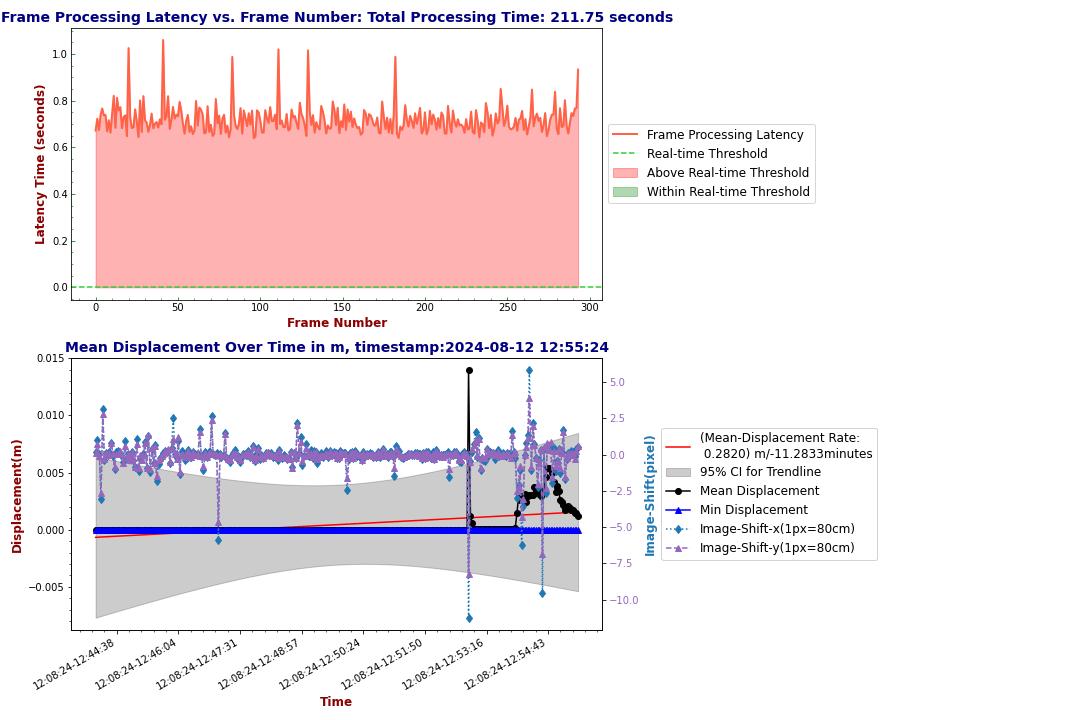 Frame Processing Latency vs. Frame Number: Total Processing Time: 211.75 seconds
1.0
0.8
0.6
0.4
0.2
0.0
Latency Time (seconds)
0 50 100 150 200 250 300
Frame Number
Frame Processing Latency
Real-time Threshold
Above Real-time Threshold
Within Real-time Threshold
Mean Displacement Over Time in m, timestamp:2024-08-12 12:55:24
0.015
0.010
0.005
0.000
−0.005
Displacement(m)
5.0
2.5
0.0
−2.5
−5.0
−7.5
−10.0
Image-Shift(pixel)
12:08:24-12:44:38
12:08:24-12:46:04
12:08:24-12:47:31
12:08:24-12:48:57
12:08:24-12:50:24
12:08:24-12:51:50
12:08:24-12:53:16
12:08:24-12:54:43
Time
(Mean-Displacement Rate:
0.2820) m/-11.2833minutes
95% CI for Trendline
Mean Displacement
Min Displacement
Image-Shift-x(1px=80cm)
Image-Shift-y(1px=80cm)